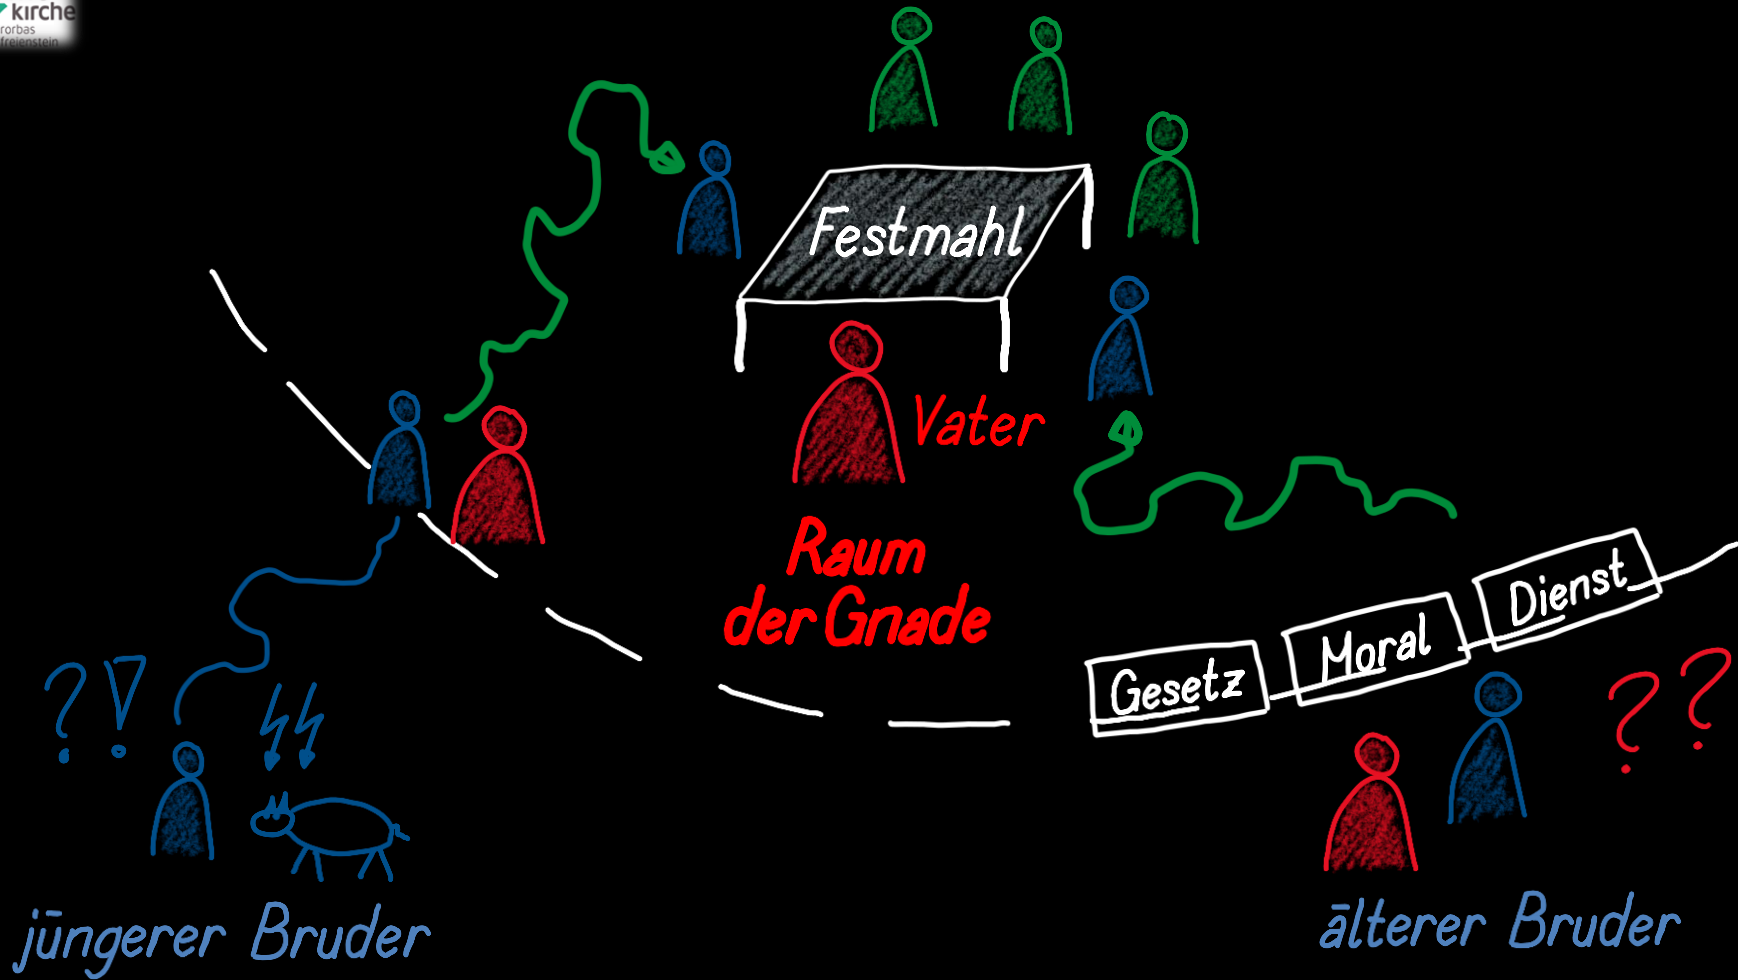 kirche
rorbas
freienstein
Festmahl
Vater
Raum
der Gnade
Gesetz
Moral
Dienst
? !
? ?
jüngerer Bruder
älterer Bruder